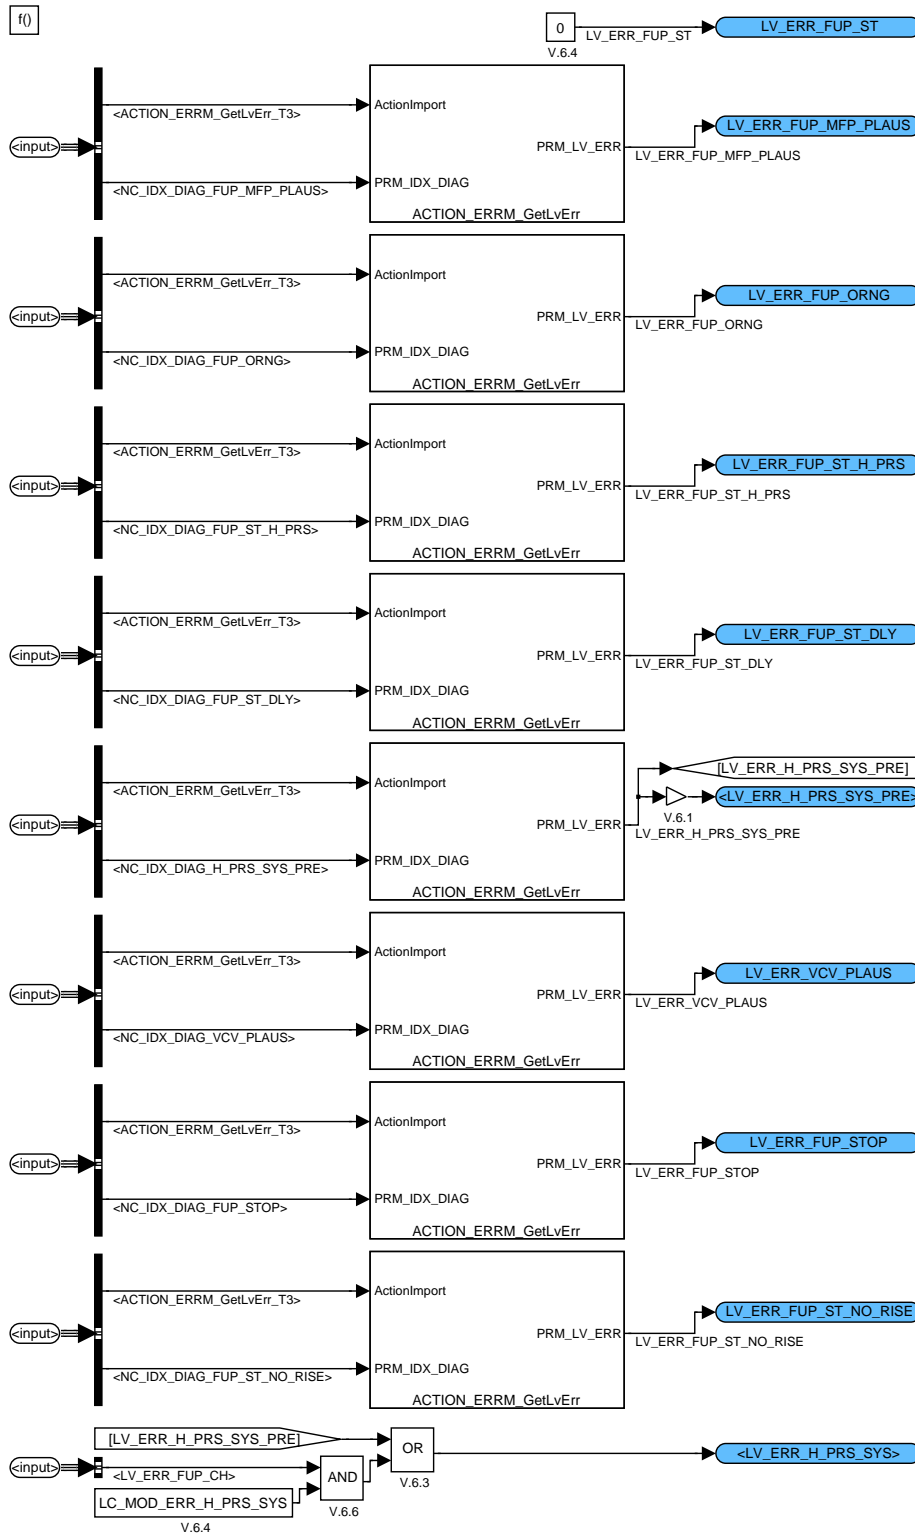 f()
0
LV_ERR_FUP_ST
LV_ERR_FUP_ST
V.6.4
<input>
<ACTION_ERRM_GetLvErr_T3>
<NC_IDX_DIAG_FUP_MFP_PLAUS>
ActionImport
PRM_LV_ERR
PRM_IDX_DIAG
ACTION_ERRM_GetLvErr
LV_ERR_FUP_MFP_PLAUS
LV_ERR_FUP_MFP_PLAUS
<input>
<ACTION_ERRM_GetLvErr_T3>
<NC_IDX_DIAG_FUP_ORNG>
ActionImport
PRM_LV_ERR
PRM_IDX_DIAG
ACTION_ERRM_GetLvErr
LV_ERR_FUP_ORNG
LV_ERR_FUP_ORNG
<input>
<ACTION_ERRM_GetLvErr_T3>
<NC_IDX_DIAG_FUP_ST_H_PRS>
ActionImport
PRM_LV_ERR
PRM_IDX_DIAG
ACTION_ERRM_GetLvErr
LV_ERR_FUP_ST_H_PRS
LV_ERR_FUP_ST_H_PRS
<input>
<ACTION_ERRM_GetLvErr_T3>
<NC_IDX_DIAG_FUP_ST_DLY>
ActionImport
PRM_LV_ERR
PRM_IDX_DIAG
ACTION_ERRM_GetLvErr
LV_ERR_FUP_ST_DLY
LV_ERR_FUP_ST_DLY
<input>
<ACTION_ERRM_GetLvErr_T3>
<NC_IDX_DIAG_H_PRS_SYS_PRE>
ActionImport
PRM_LV_ERR
PRM_IDX_DIAG
ACTION_ERRM_GetLvErr
[LV_ERR_H_PRS_SYS_PRE]
<LV_ERR_H_PRS_SYS_PRE>
V.6.1
LV_ERR_H_PRS_SYS_PRE
<input>
<ACTION_ERRM_GetLvErr_T3>
<NC_IDX_DIAG_VCV_PLAUS>
ActionImport
PRM_LV_ERR
PRM_IDX_DIAG
ACTION_ERRM_GetLvErr
LV_ERR_VCV_PLAUS
LV_ERR_VCV_PLAUS
<input>
<ACTION_ERRM_GetLvErr_T3>
<NC_IDX_DIAG_FUP_STOP>
ActionImport
PRM_LV_ERR
PRM_IDX_DIAG
ACTION_ERRM_GetLvErr
LV_ERR_FUP_STOP
LV_ERR_FUP_STOP
<input>
<ACTION_ERRM_GetLvErr_T3>
<NC_IDX_DIAG_FUP_ST_NO_RISE>
ActionImport
PRM_LV_ERR
PRM_IDX_DIAG
ACTION_ERRM_GetLvErr
LV_ERR_FUP_ST_NO_RISE
LV_ERR_FUP_ST_NO_RISE
[LV_ERR_H_PRS_SYS_PRE]
<input>
<LV_ERR_FUP_CH>
LC_MOD_ERR_H_PRS_SYS
V.6.4
AND
V.6.6
OR
V.6.3
<LV_ERR_H_PRS_SYS>